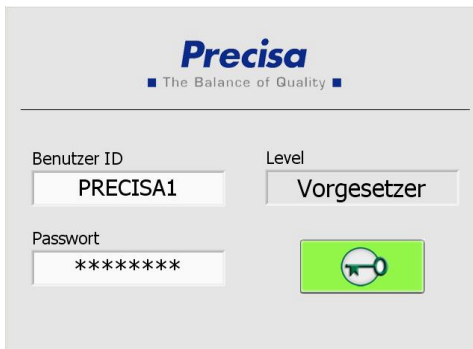 Precisa
The Balance of Quality
Benutzer ID
PRECISA1
Level
Vorgesetzer
Passwort
********